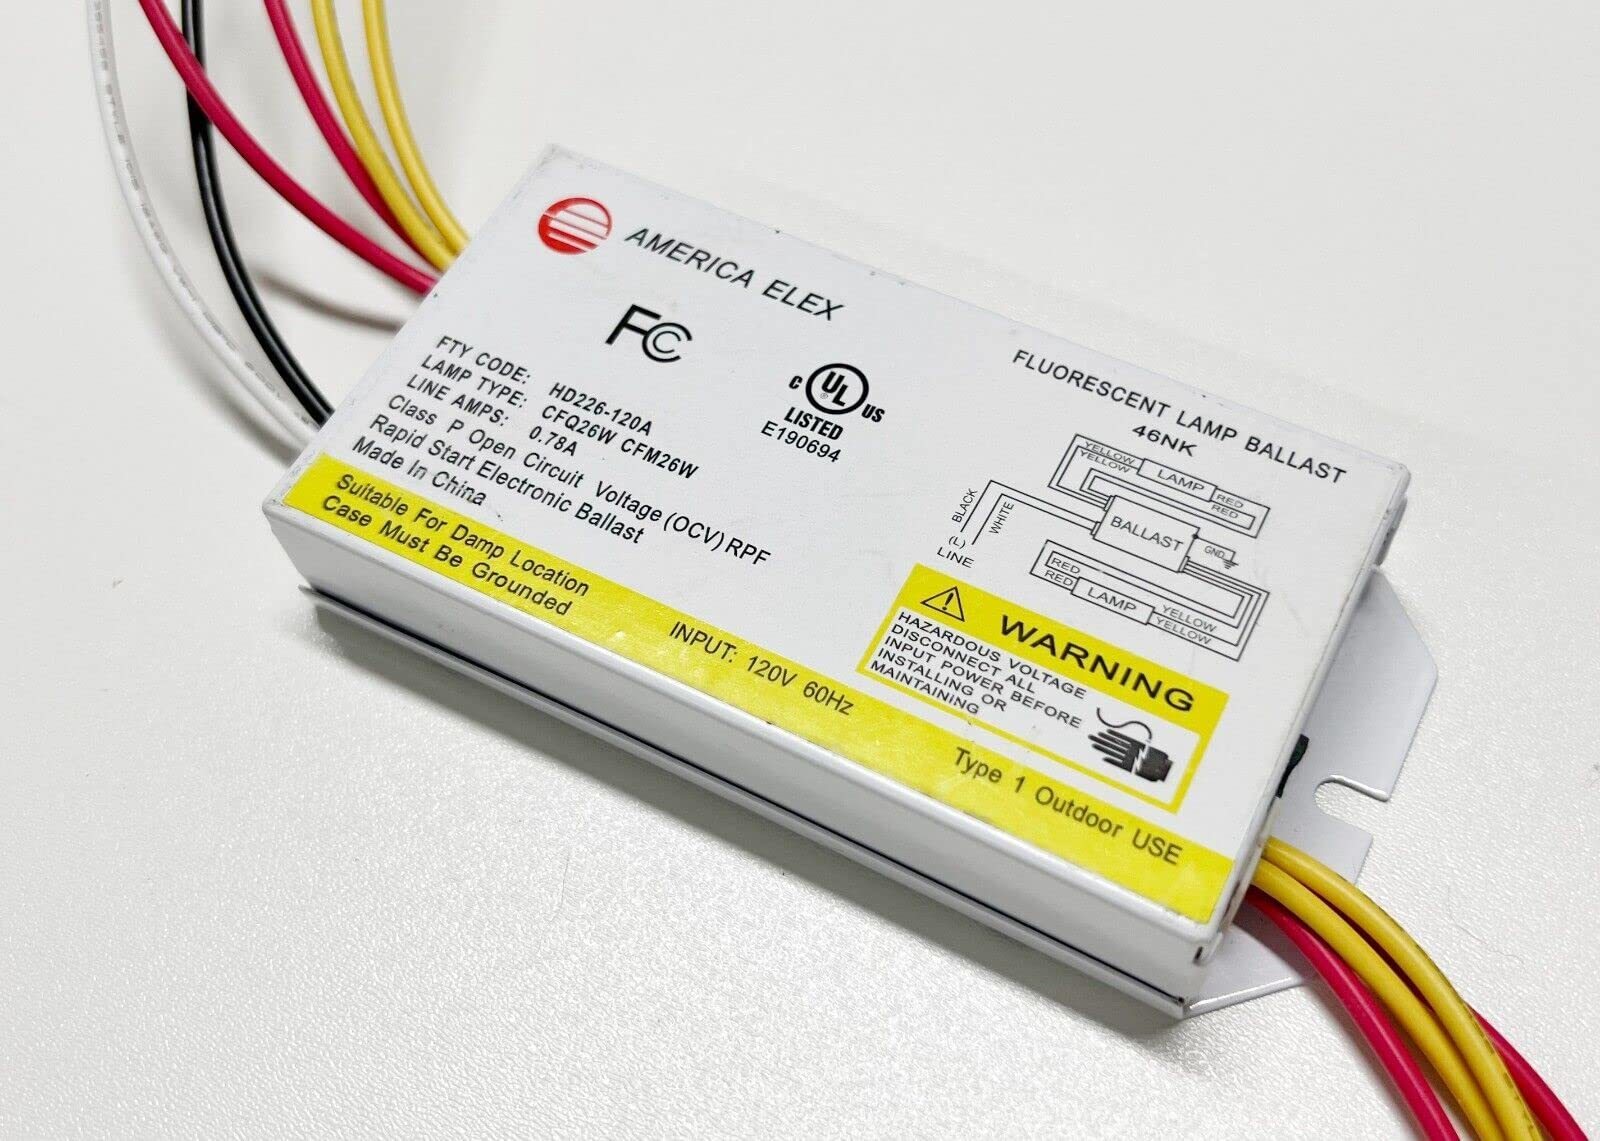 AMERICA ELEX
FC
FTY CODE: HD226-120A
LAMP TYPE: CFQ26W CFM26W
LINE AMPS: 0.78A
Class P Open Circuit Voltage (OCV) RPF
Rapid Start Electronic Ballast
Made In China
C UL US
LISTED
E190694
FLUORESCENT LAMP BALLAST
46NK
YELLOW
YELLOW
LAMP
RED
RED
BLACK
WHITE
LINE
BALLAST
GND
RED
RED
LAMP
YELLOW
YELLOW
WARNING
HAZARDOUS VOLTAGE
DISCONNECT ALL
INPUT POWER BEFORE
INSTALLING OR
MAINTAINING
Suitable For Damp Location
Case Must Be Grounded
INPUT: 120V 60Hz
Type 1 Outdoor USE